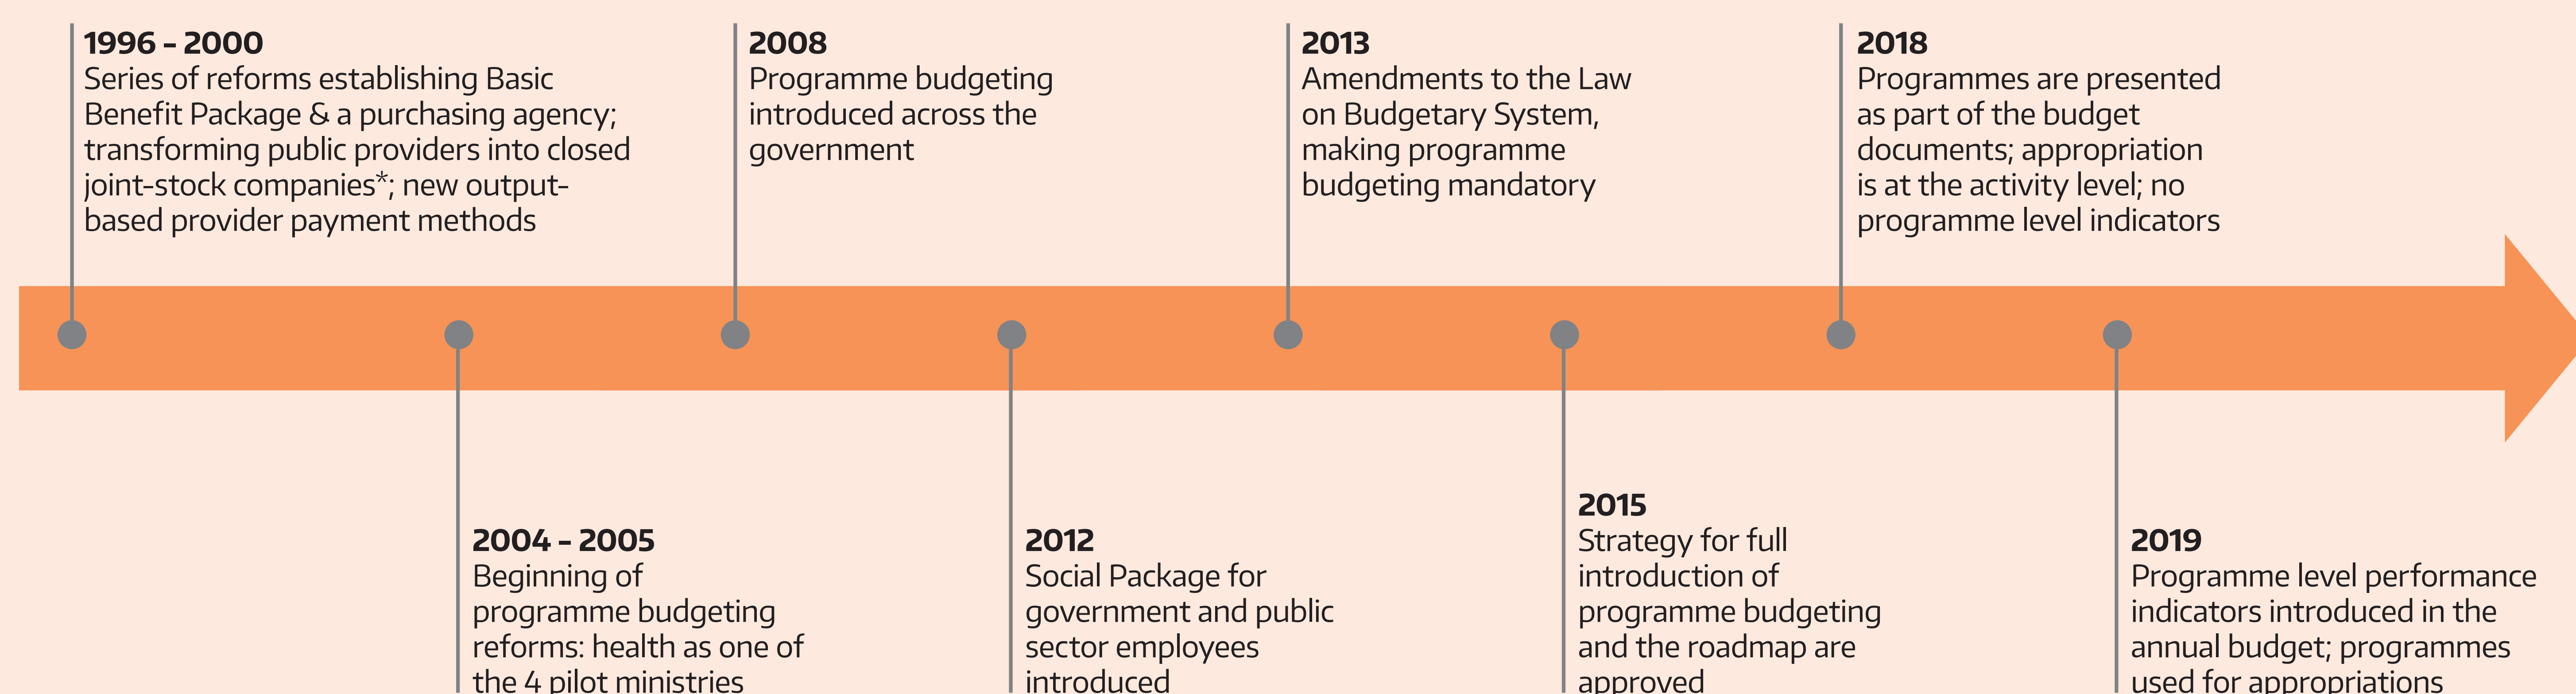 1996 – 2000
Series of reforms establishing Basic
Benefit Package & a purchasing agency;
transforming public providers into closed
joint-stock companies*; new output-
based provider payment methods
2008
Programme budgeting
introduced across the
government
2013
Amendments to the Law
on Budgetary System,
making programme
budgeting mandatory
2018
Programmes are presented
as part of the budget
documents; appropriation
is at the activity level; no
programme level indicators
2004 – 2005
Beginning of
programme budgeting
reforms: health as one of
the 4 pilot ministries
2012
Social Package for
government and public
sector employees
introduced
2015
Strategy for full
introduction of
programme budgeting
and the roadmap are
approved
2019
Programme level performance
indicators introduced in the
annual budget; programmes
used for appropriations